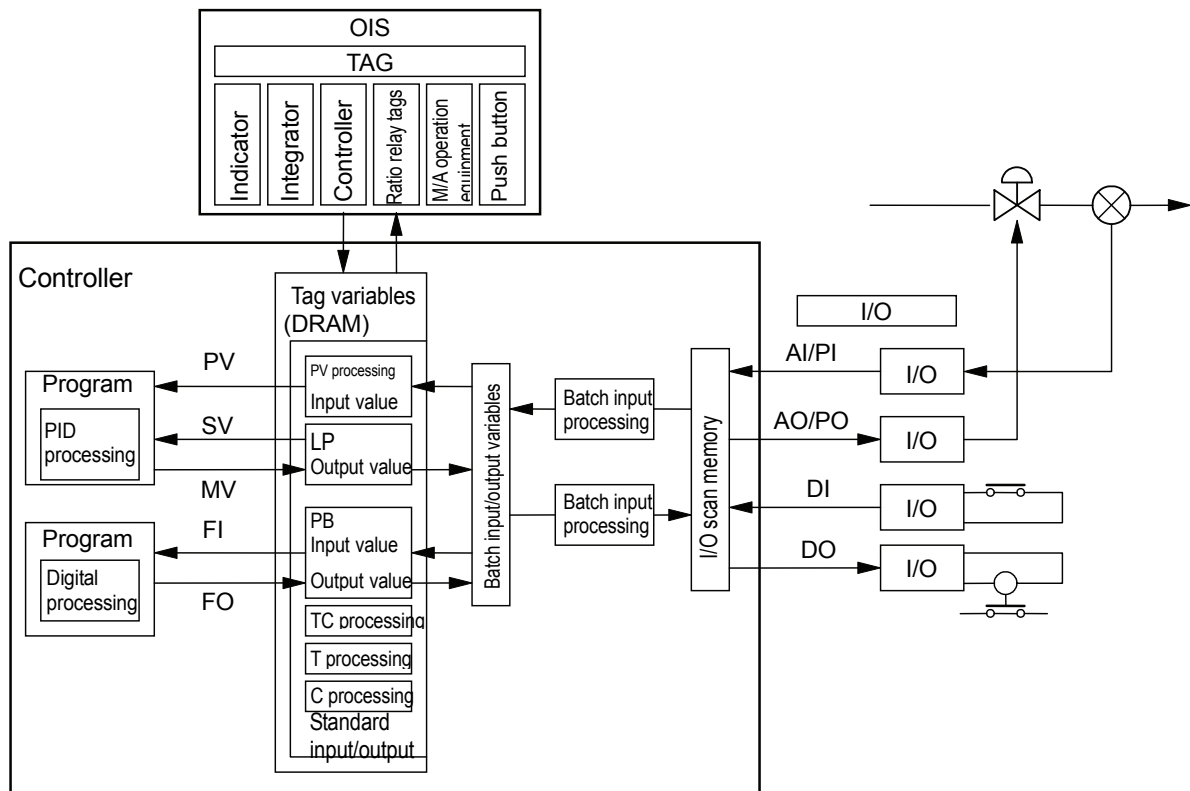 OIS
TAG
Indicator
Integrator
Controller
Ratio relay tags
M/A operation
equipment
Push button
Controller
Tag variables
(DRAM)
PV processing
Input value
LP
Output value
PB
Input value
Output value
TC processing
T processing
C processing
Standard
input/output
Program
PID
processing
Program
Digital
processing
PV
SV
MV
FI
FO
Batch input/output variables
Batch input
processing
Batch input
processing
I/O scan memory
I/O
AI/PI
I/O
AO/PO
I/O
DI
I/O
DO
I/O